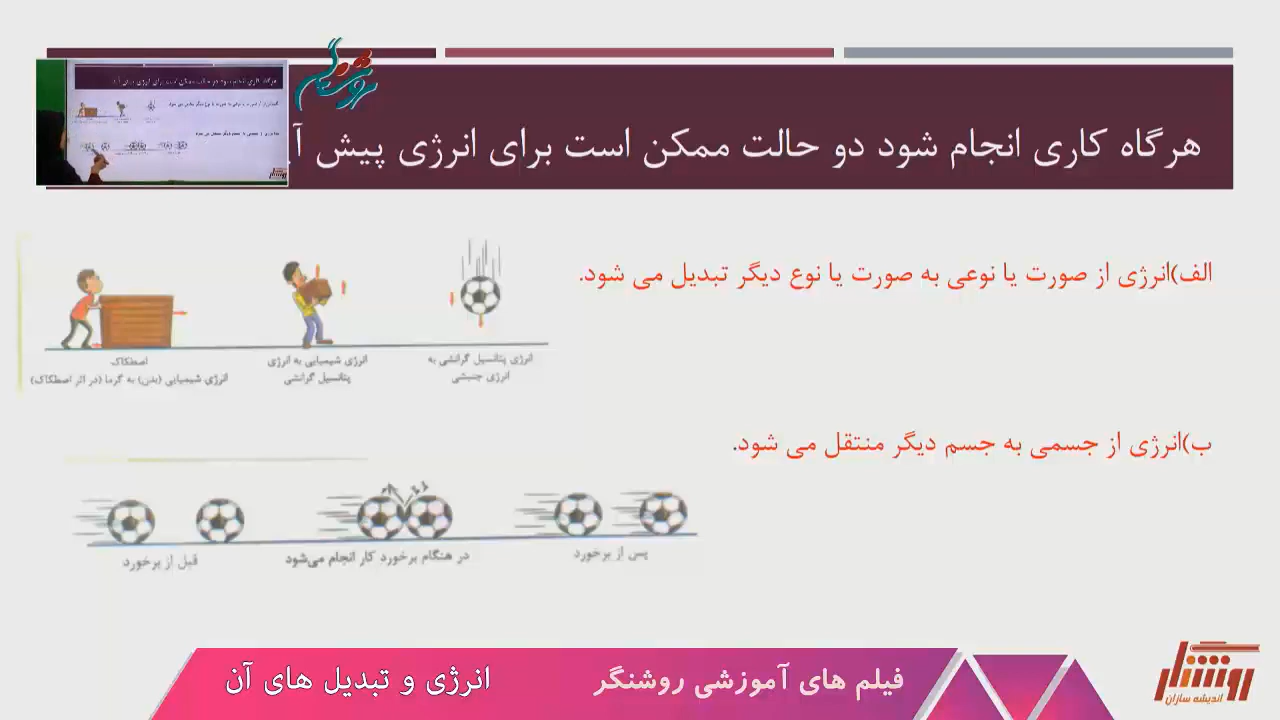 هرگاه کاری انجام شود دو حالت ممکن است برای انرژی پیش
الف)انرژی از صورت یا نوعی به صورت یا نوع دیگر تبدیل می شود.
انرژی پتانسیل گرانشی به
انرژی جنبشی
انرژی شیمیایی به انرژی
پتانسیل گرانشی
اصطکاک
انرژی شیمیایی (بدن) به گرما (در اثر اصطکاک)
ب)انرژی از جسمی به جسم دیگر منتقل می شود.
پس از برخورد
در هنگام برخورد کار انجام می‌شود
قبل از برخورد
فیلم های آموزشی روشنگر
انرژی و تبدیل های آن
روشنگر
اندیشه سازان